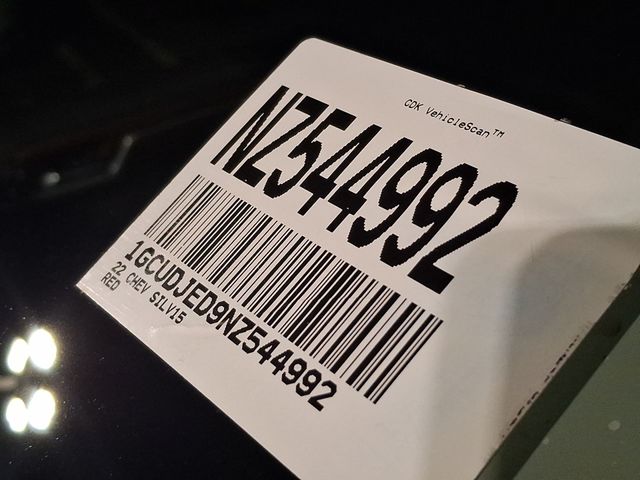 CDK VehicleScan™
NZ544992
1GCUDJED9NZ544992
22 CHEV SILV15
RED